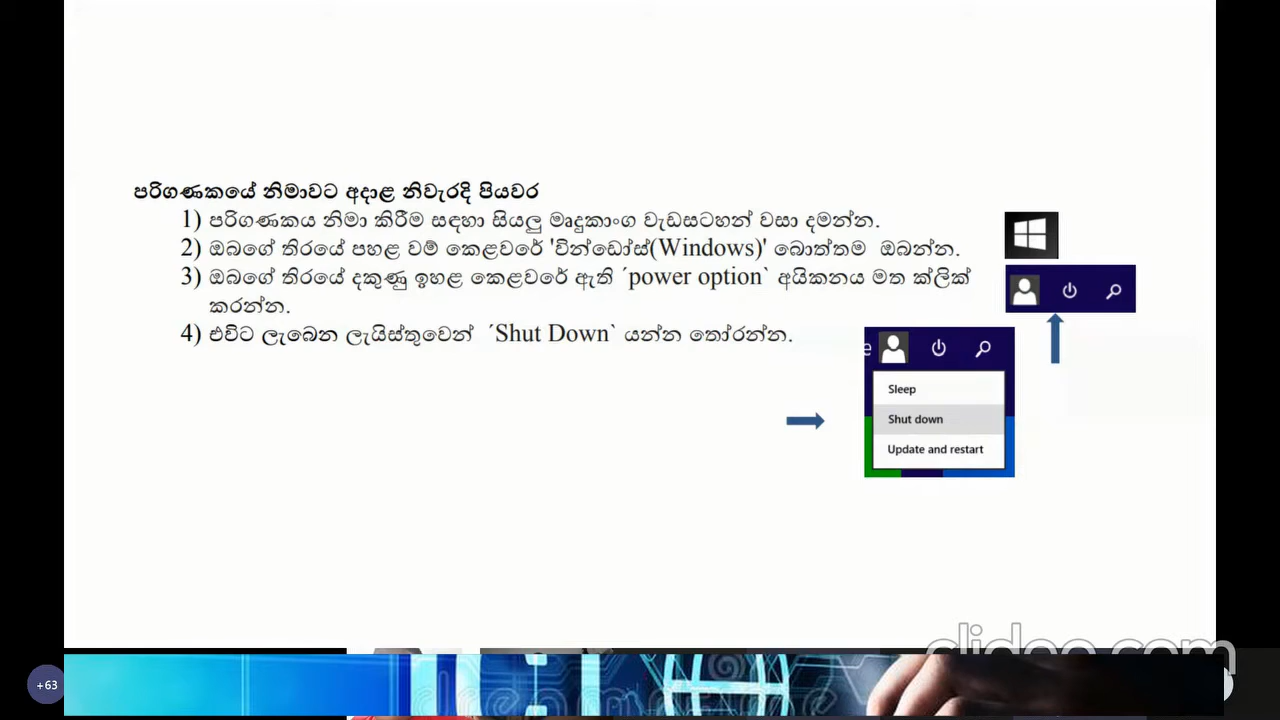 පරිගණකයේ නිමාවට අදාළ නිවැරදි පියවර
1) පරිගණකය නිමා කිරීම සඳහා සියලු මෘදුකාංග වැඩසටහන් වසා දමන්න.
2) ඔබගේ තිරයේ පහළ වම් කෙළවරේ 'වින්ඩෝස්(Windows)' බොත්තම ඔබන්න.
3) ඔබගේ තිරයේ දකුණු ඉහළ කෙළවරේ ඇති ´power option` අයිකනය මත ක්ලික්
කරන්න.
4) එවිට ලැබෙන ලැයිස්තුවෙන් ´Shut Down` යන්න තෝරන්න.
e
Sleep
Shut down
Update and restart
clideo.com
+63
dreamstime